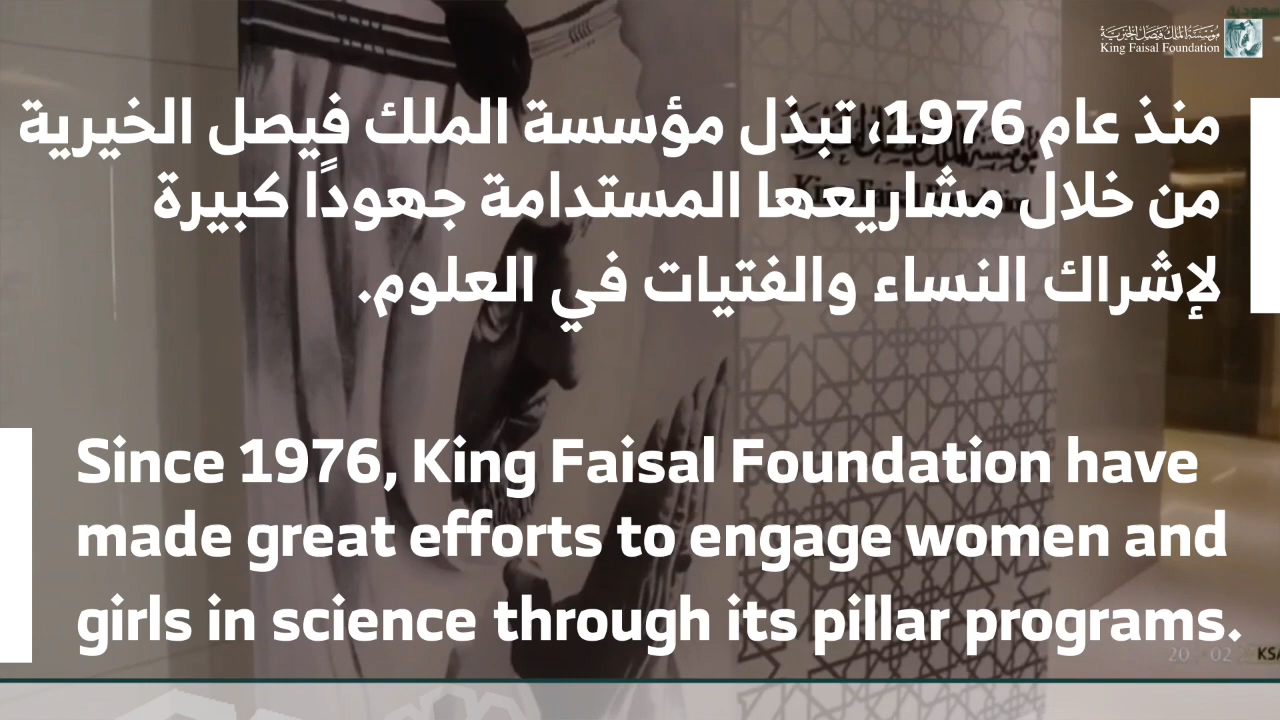 مؤسسة الملك فيصل الخيرية
King Faisal Foundation
منذ عام 1976، تبذل مؤسسة الملك فيصل الخيرية
من خلال مشاريعها المستدامة جهودًا كبيرة
لإشراك النساء والفتيات في العلوم.
Since 1976, King Faisal Foundation have
made great efforts to engage women and
girls in science through its pillar programs.